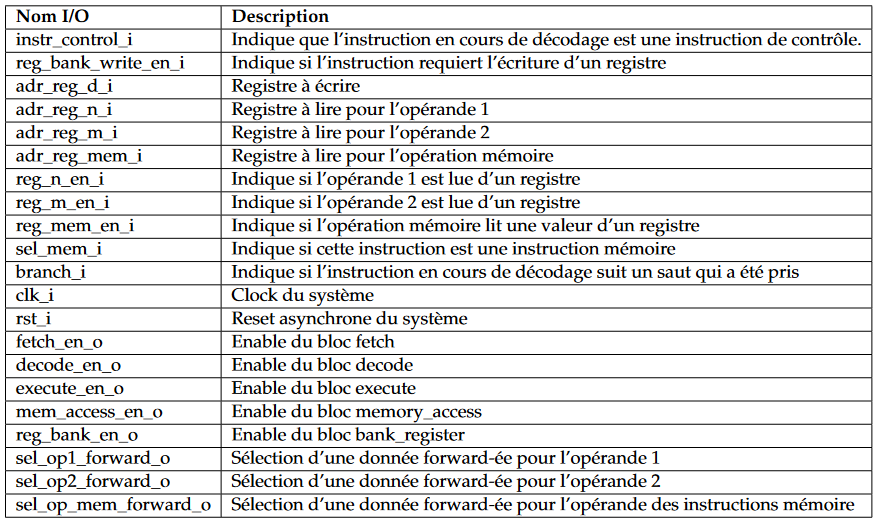 Nom I/O Description
instr_control_i Indique que l'instruction en cours de décodage est une instruction de contrôle.
reg_bank_write_en_i Indique si l'instruction requiert l'écriture d'un registre
adr_reg_d_i Registre à écrire
adr_reg_n_i Registre à lire pour l'opérande 1
adr_reg_m_i Registre à lire pour l'opérande 2
adr_reg_mem_i Registre à lire pour l'opération mémoire
reg_n_en_i Indique si l'opérande 1 est lue d'un registre
reg_m_en_i Indique si l'opérande 2 est lue d'un registre
reg_mem_en_i Indique si l'opération mémoire lit une valeur d'un registre
sel_mem_i Indique si cette instruction est une instruction mémoire
branch_i Indique si l'instruction en cours de décodage suit un saut qui a été pris
clk_i Clock du système
rst_i Reset asynchrone du système
fetch_en_o Enable du bloc fetch
decode_en_o Enable du bloc decode
execute_en_o Enable du bloc execute
mem_access_en_o Enable du bloc memory_access
reg_bank_en_o Enable du bloc bank_register
sel_op1_forward_o Sélection d'une donnée forward-ée pour l'opérande 1
sel_op2_forward_o Sélection d'une donnée forward-ée pour l'opérande 2
sel_op_mem_forward_o Sélection d'une donnée forward-ée pour l'opérande des instructions mémoire